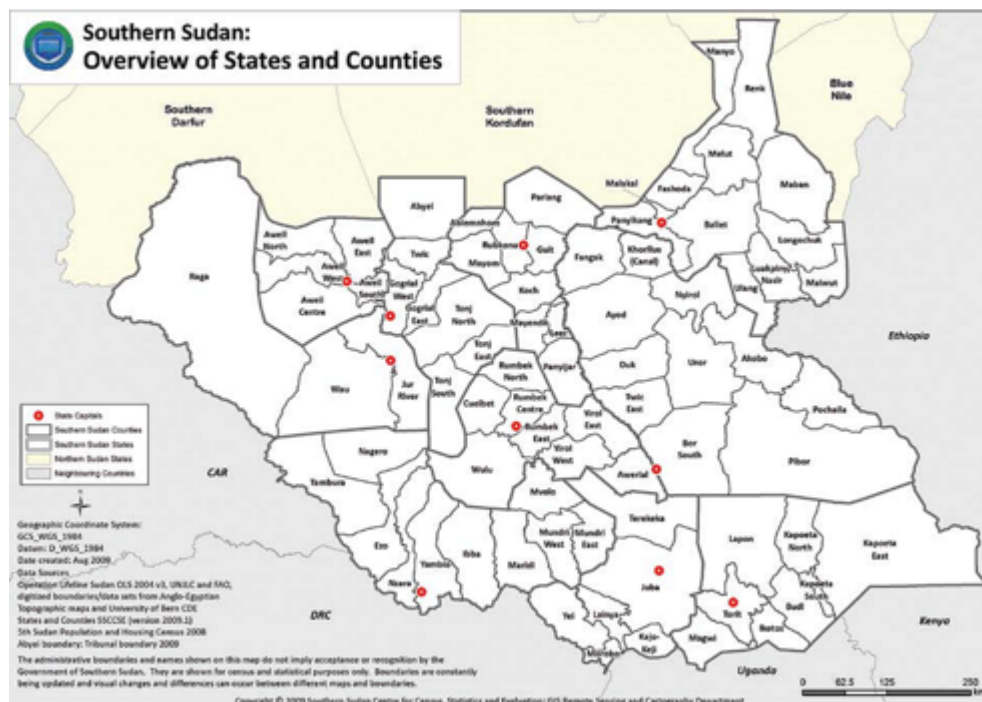 Southern Sudan:
Overview of States and Counties
Southern
Darfur
Southern
Kordufan
Blue
Nile
Manyo
Renk
Melut
Maban
Fashoda
Malakal
Panyikang
Baliet
Longochuk
Luakpiny
Nasir
Maiwut
Ulang
Abyei
Abiemnhom
Pariang
Rubkona
Guit
Mayom
Koch
Mayendit
Leer
Panyijar
Fangak
Khorflus
(Canal)
Nyirol
Ayod
Uror
Akobo
Duk
Twic
East
Pochalla
Pibor
Bor
South
Raga
Aweil
North
Aweil
East
Aweil
West
Aweil
South
Aweil
Centre
Twic
Gogrial
West
Gogrial
East
Tonj
North
Tonj
East
Tonj
South
Wau
Jur
River
Rumbek
North
Rumbek
Centre
Rumbek
East
Cueibet
Wulu
Yirol
East
Yirol
West
Awerial
Nagero
Tambura
Ezo
Nzara
Yambio
Ibba
Maridi
Mvolo
Mundri
West
Mundri
East
Terekeka
Juba
Yei
Lainya
Morobo
Kajo-
Keji
Lapon
Torit
Magwi
Ikotos
Budi
Kapoeta
North
Kapoeta
South
Kapoeta
East
Ethiopia
Kenya
Uganda
DRC
CAR
State Capitals
Southern Sudan Counties
Southern Sudan States
Northern Sudan States
Neighbouring Countries
N
Geographic Coordinate System:
GCS_WGS_1984
Datum: D_WGS_1984
Date created: Aug 2009
Data Sources
Operation Lifeline Sudan OLS 2004 v3, UNJLC and FAO,
digitized boundaries/data sets from Anglo-Egyptian
Topographic maps and University of Bern CDE
States and Counties SSCCSE (version 2009.1)
5th Sudan Population and Housing Census 2008
Abyei boundary: Tribunal boundary 2009
The administrative boundaries and names shown on this map do not imply acceptance or recognition by the
Government of Southern Sudan. They are shown for census and statistical purposes only. Boundaries are constantly
being updated and visual changes and differences can occur between different maps and boundaries.
0 62.5 125 250
km
Copyright © 2009 Southern Sudan Centre for Census, Statistics and Evaluation: GIS Remote Sensing and Cartography Department